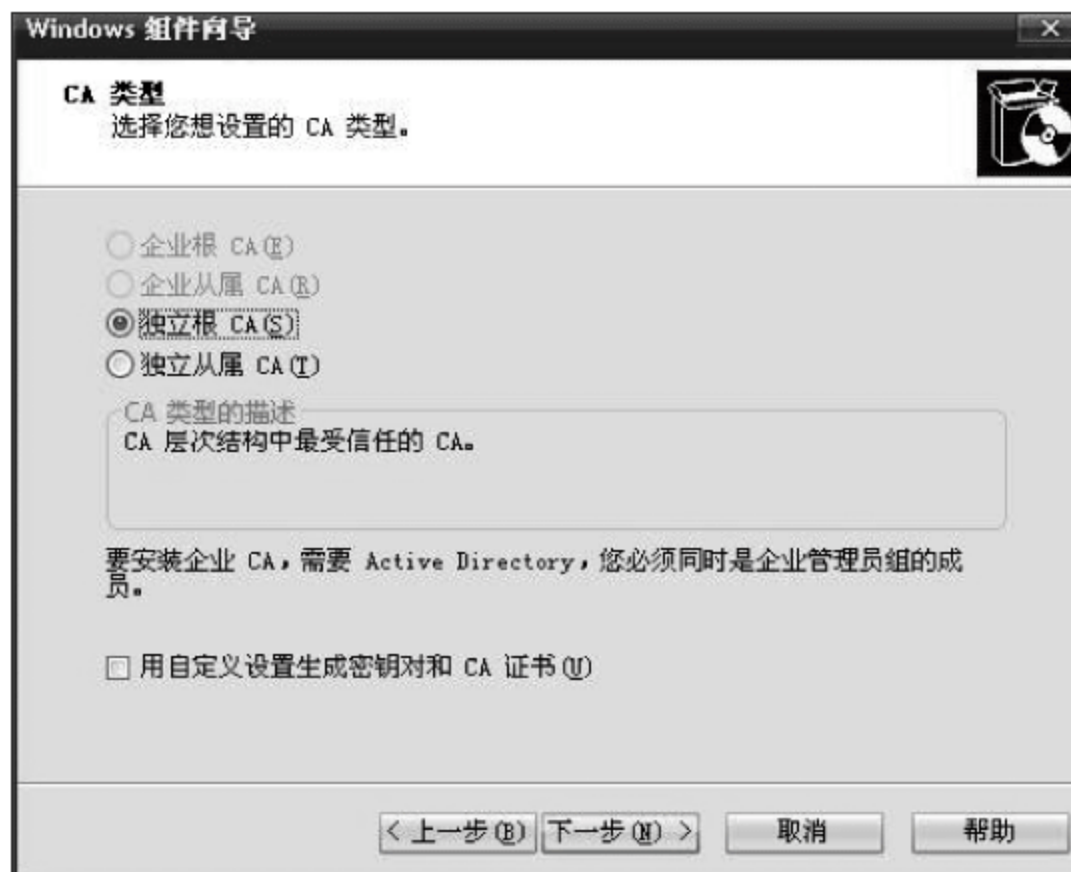 Windows 组件向导
CA 类型
选择您想设置的 CA 类型。
企业根 CA(E)
企业从属 CA(R)
独立根 CA(S)
独立从属 CA(T)
CA 类型的描述
CA 层次结构中最受信任的 CA。
要安装企业 CA，需要 Active Directory，您必须同时是企业管理员组的成
员。
用自定义设置生成密钥对和 CA 证书(U)
< 上一步(B) 下一步(N) > 取消 帮助